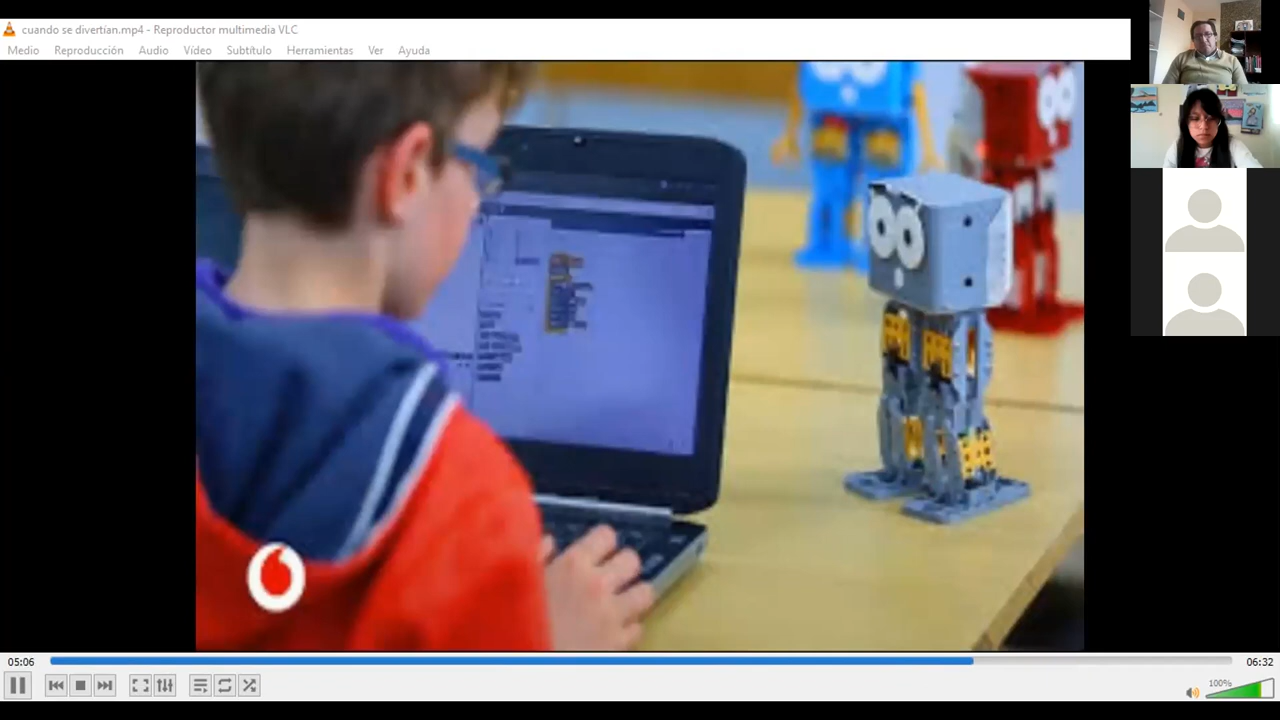 cuando se divertían.mp4 - Reproductor multimedia VLC
Medio Reproducción Audio Vídeo Subtítulo Herramientas Ver Ayuda
05:06 06:32
100%